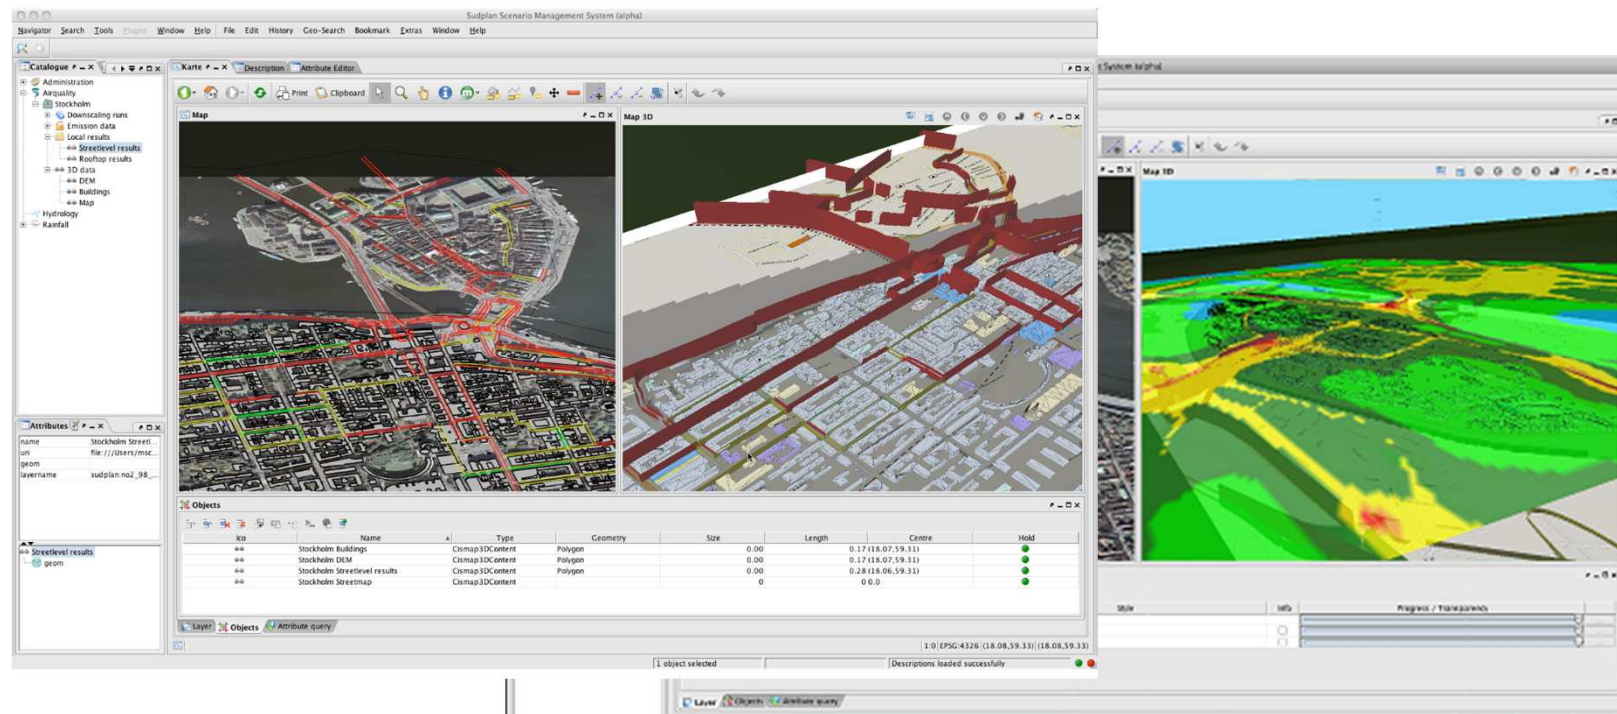 Sudplan Scenario Management System (alpha)
Navigator Search Tools Plugins Window Help File Edit History Geo-Search Bookmark Extras Window Help
Catalogue
Administration
Airquality
Stockholm
Downscaling runs
Emission data
Local results
Streetlevel results
Rooftop results
3D data
DEM
Buildings
Map
Hydrology
Rainfall
Attributes
name Stockholm Streetl...
url file:///Users/msc...
geom
layername sudplan:no2_98_...
Streetlevel results
geom
Karte Description Attribute Editor
Print Clipboard
Map
Map 3D
Objects
Ico Name Type Geometry Size Length Centre Hold
Stockholm Buildings Cismap3DContent Polygon 0.00 0.17 (18.07,59.31)
Stockholm DEM Cismap3DContent Polygon 0.00 0.17 (18.07,59.31)
Stockholm Streetlevel results Cismap3DContent Polygon 0.00 0.28 (18.06,59.31)
Stockholm Streetmap Cismap3DContent 0 0 0.0
Layer Objects Attribute query
1:0 EPSG:4326 (18.08,59.33) (18.08,59.33)
1 object selected Descriptions loaded successfully
t System (alpha)
Map 3D
Style Info Progress / Transparency
Layer Objects Attribute query